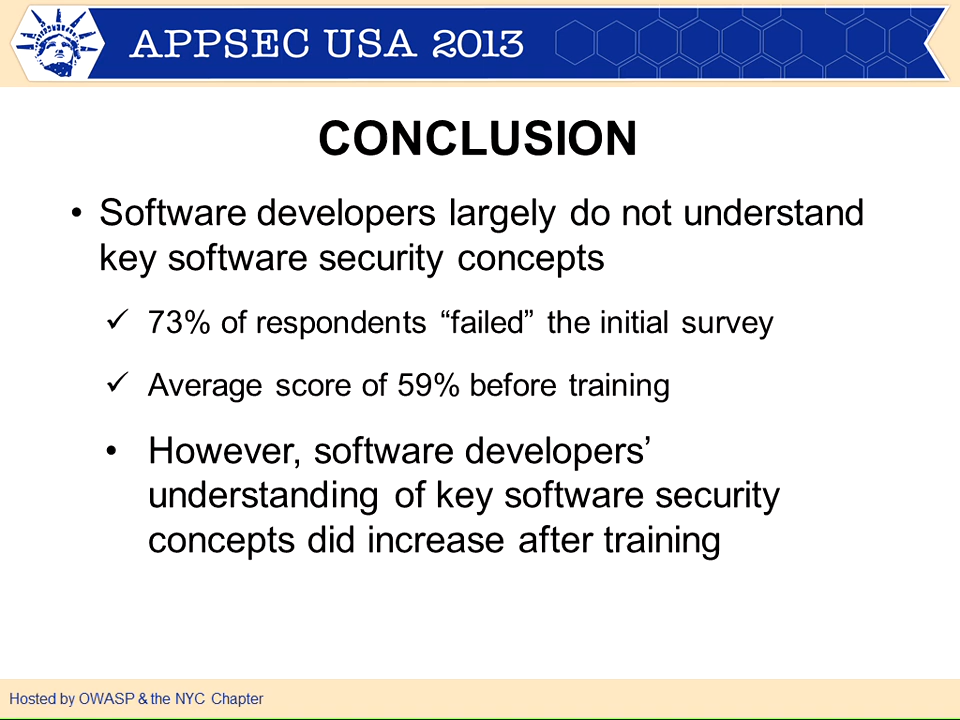 APPSEC USA 2013
CONCLUSION
• Software developers largely do not understand
key software security concepts
✓ 73% of respondents “failed” the initial survey
✓ Average score of 59% before training
• However, software developers’
understanding of key software security
concepts did increase after training
Hosted by OWASP & the NYC Chapter